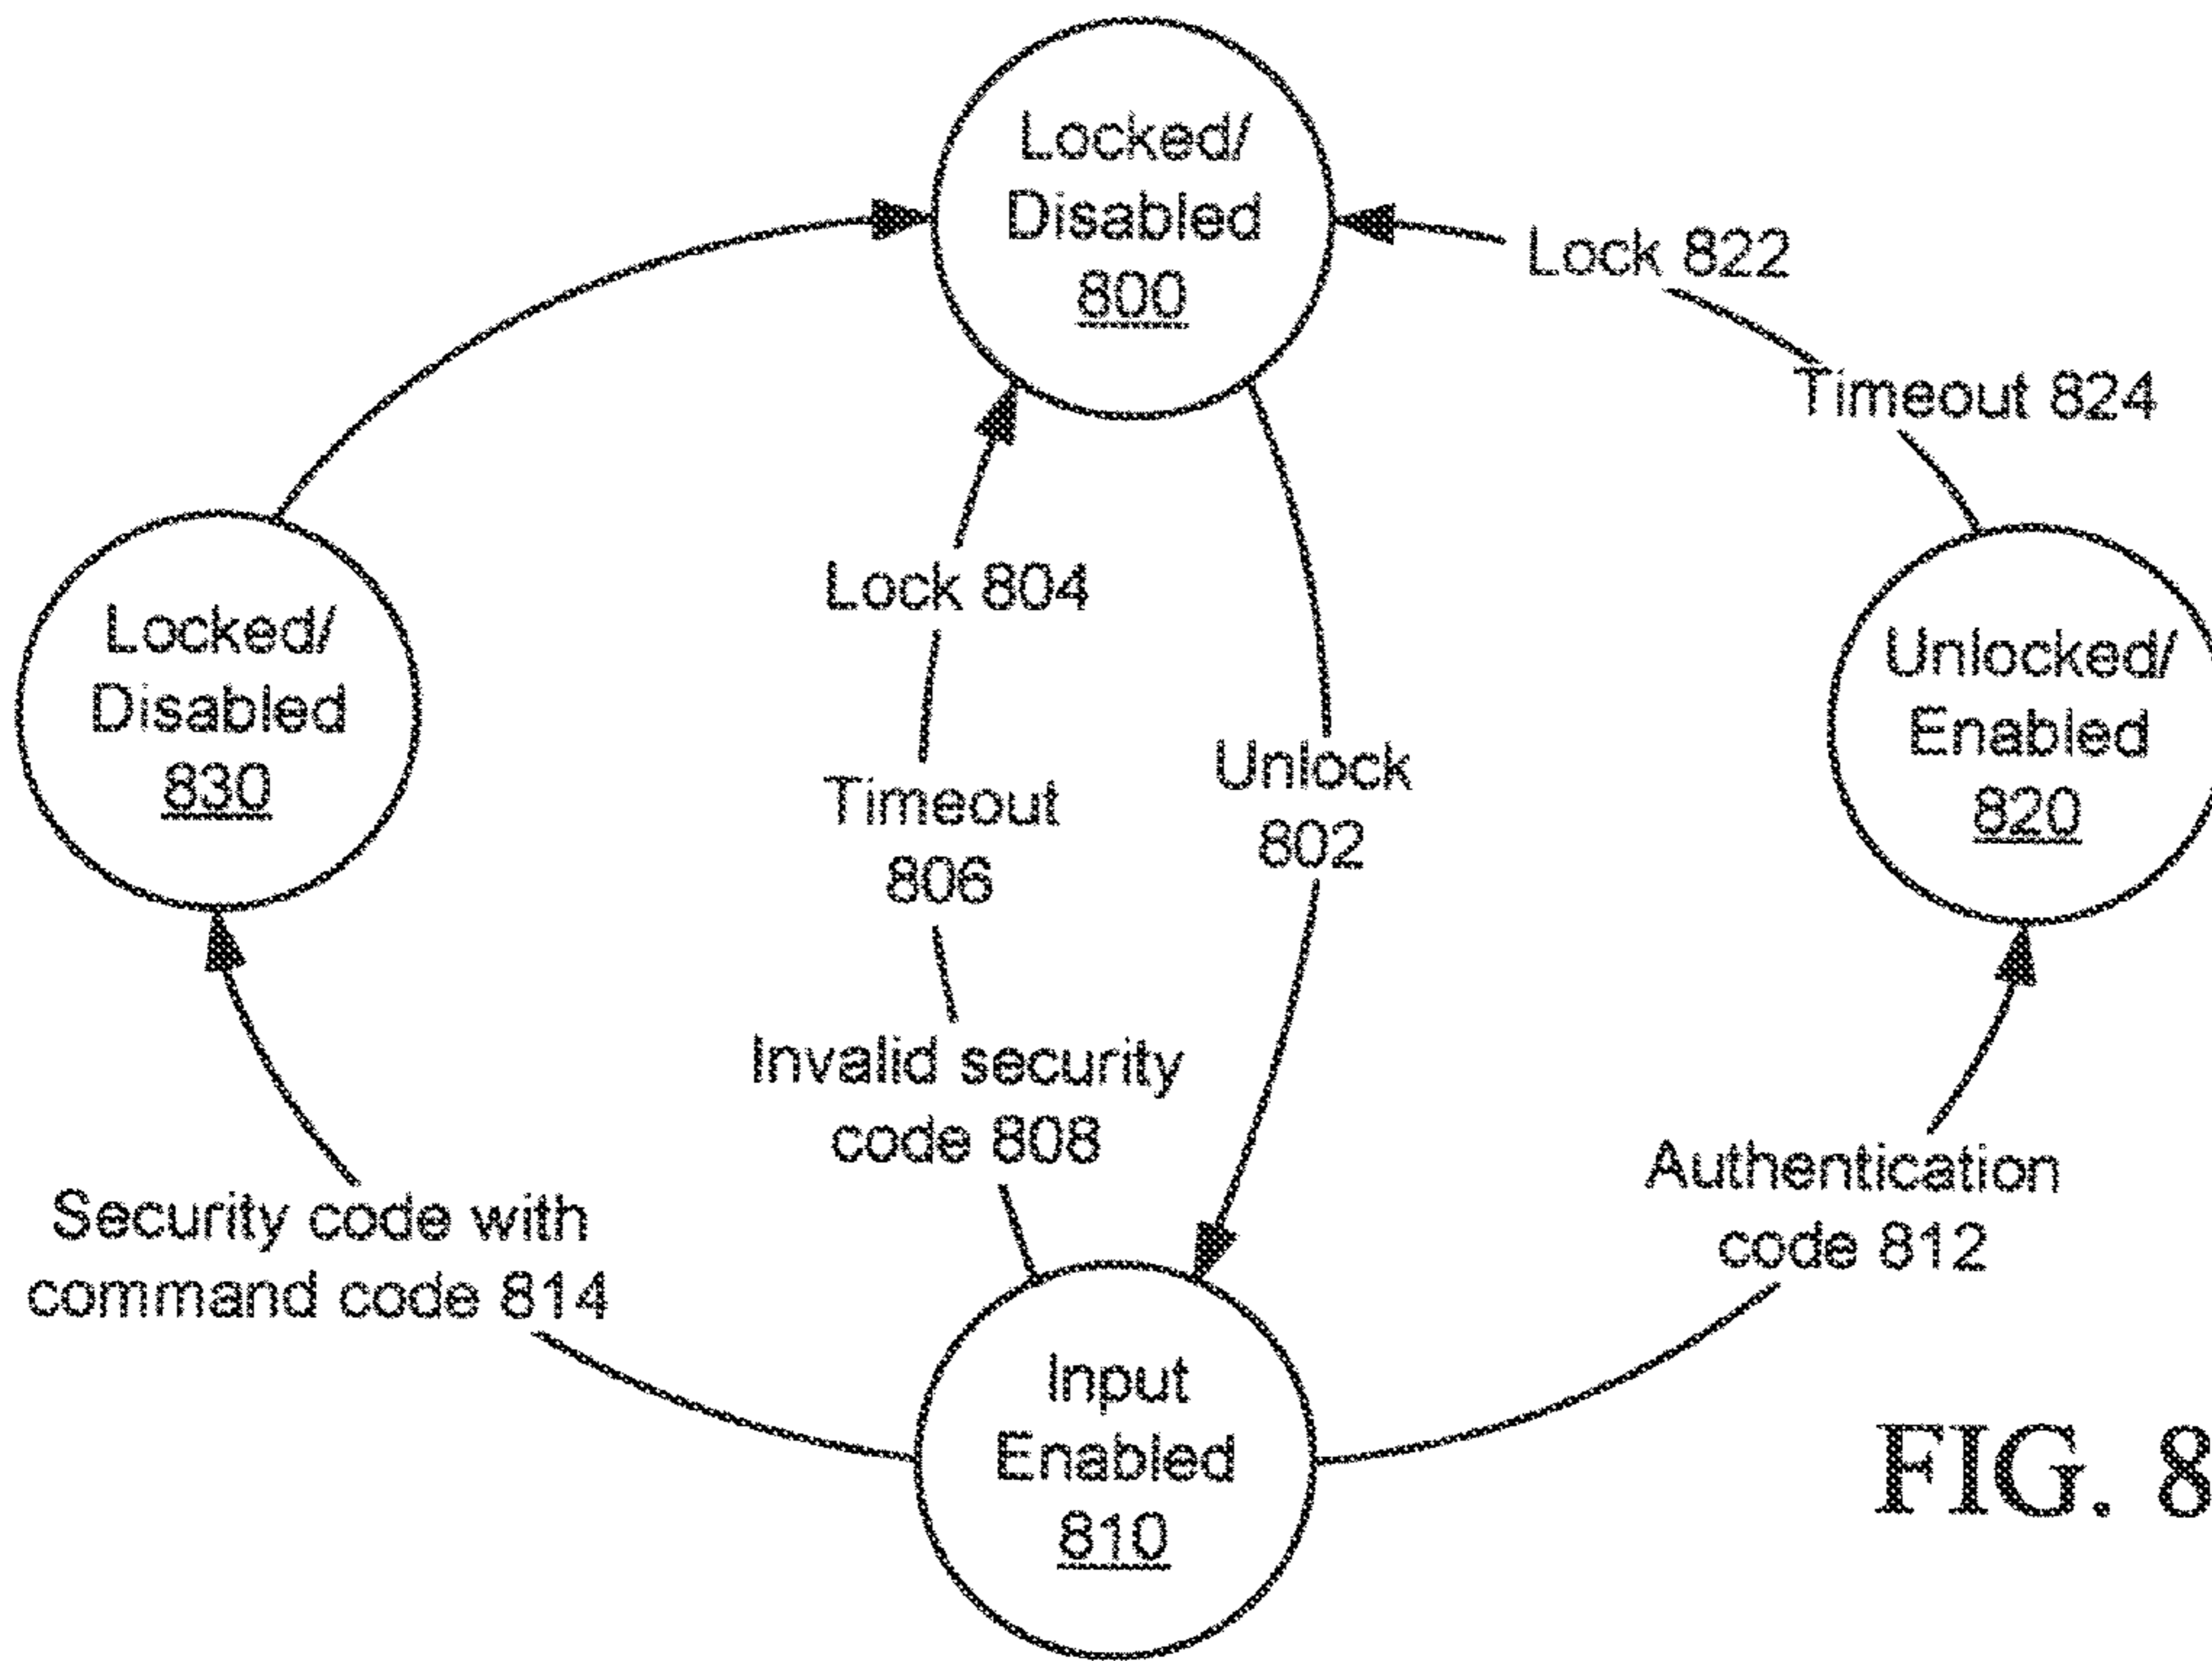 Locked/
Disabled
800
Lock 822
Timeout 824
Lock 804
Locked/
Disabled
830
Unlocked/
Enabled
820
Timeout
806
Unlock
802
Invalid security
code 808
Security code with
command code 814
Authentication
code 812
Input
Enabled
810
FIG. 8